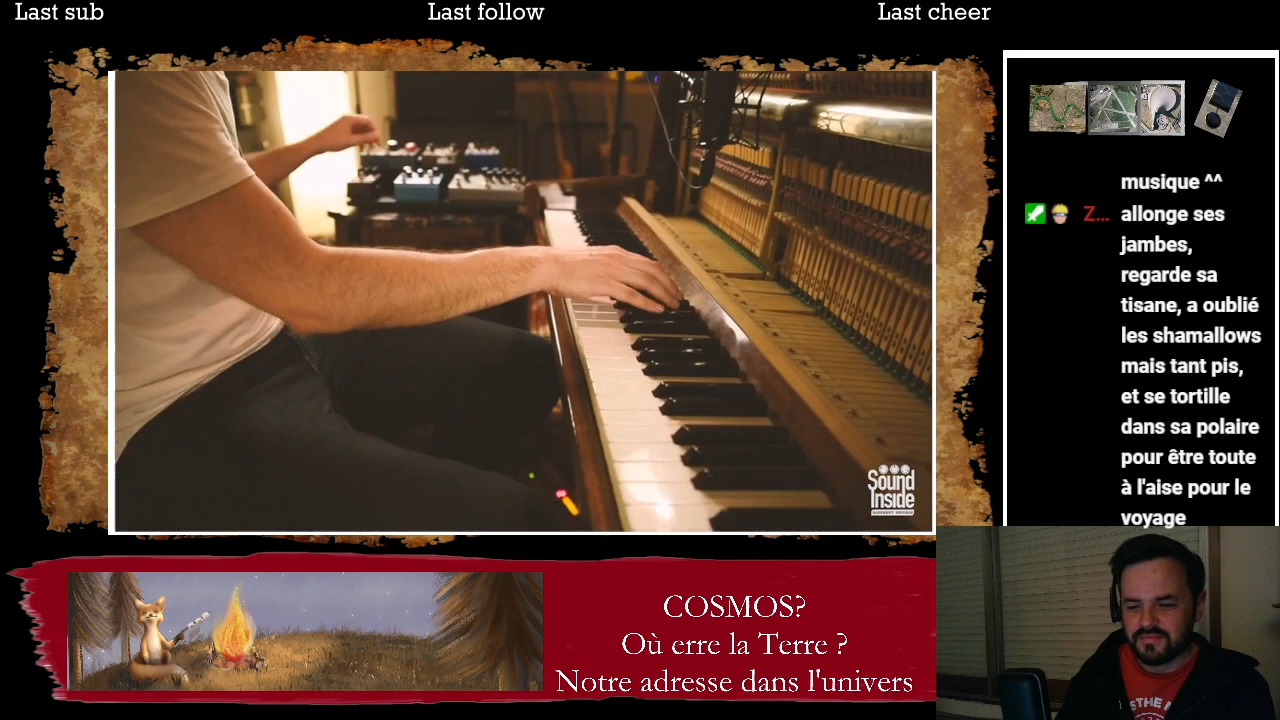 Last sub
Last follow
Last cheer
musique ^^
Z... allonge ses
jambes,
regarde sa
tisane, a oublié
les shamallows
mais tant pis,
et se tortille
dans sa polaire
pour être toute
à l'aise pour le
voyage
Sound
Inside
COSMOS?
Où erre la Terre ?
Notre adresse dans l'univers